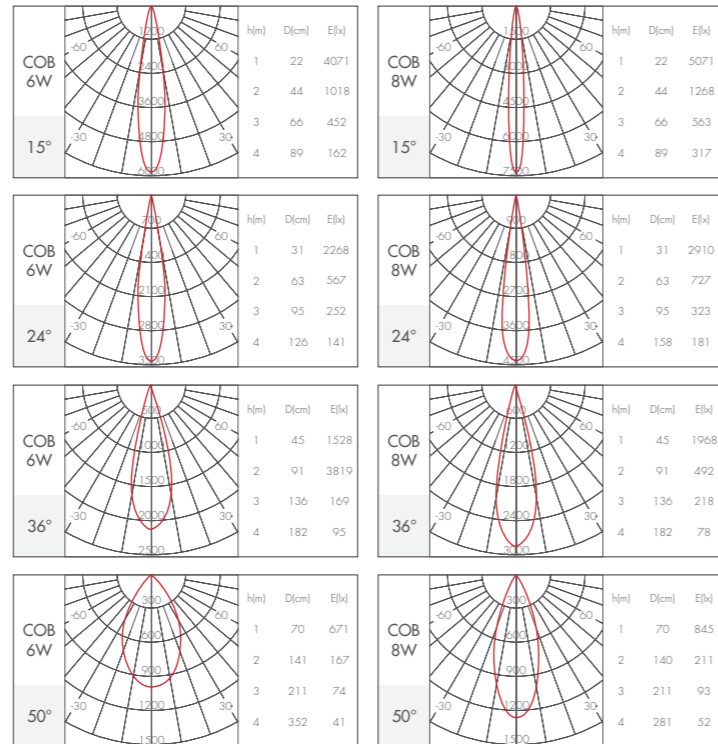 COB
6W
15°
1200
2400
3600
4800
6000
-60
60
-30
30
h(m) D(cm) E(lx)
1 22 4071
2 44 1018
3 66 452
4 89 162
COB
8W
15°
1500
3000
4500
6000
7500
-60
60
-30
30
h(m) D(cm) E(lx)
1 22 5071
2 44 1268
3 66 563
4 89 317
COB
6W
24°
700
1400
2100
2800
3500
-60
60
-30
30
h(m) D(cm) E(lx)
1 31 2268
2 63 567
3 95 252
4 126 141
COB
8W
24°
900
1800
2700
3600
-60
60
-30
30
h(m) D(cm) E(lx)
1 31 2910
2 63 727
3 95 323
4 158 181
COB
6W
36°
500
1000
1500
2000
2500
-60
60
-30
30
h(m) D(cm) E(lx)
1 45 1528
2 91 3819
3 136 169
4 182 95
COB
8W
36°
600
1200
1800
2400
3000
-60
60
-30
30
h(m) D(cm) E(lx)
1 45 1968
2 91 492
3 136 218
4 182 78
COB
6W
50°
300
600
900
1200
1500
-60
60
-30
30
h(m) D(cm) E(lx)
1 70 671
2 141 167
3 211 74
4 352 41
COB
8W
50°
300
600
900
1200
1500
-60
60
-30
30
h(m) D(cm) E(lx)
1 70 845
2 140 211
3 211 93
4 281 52